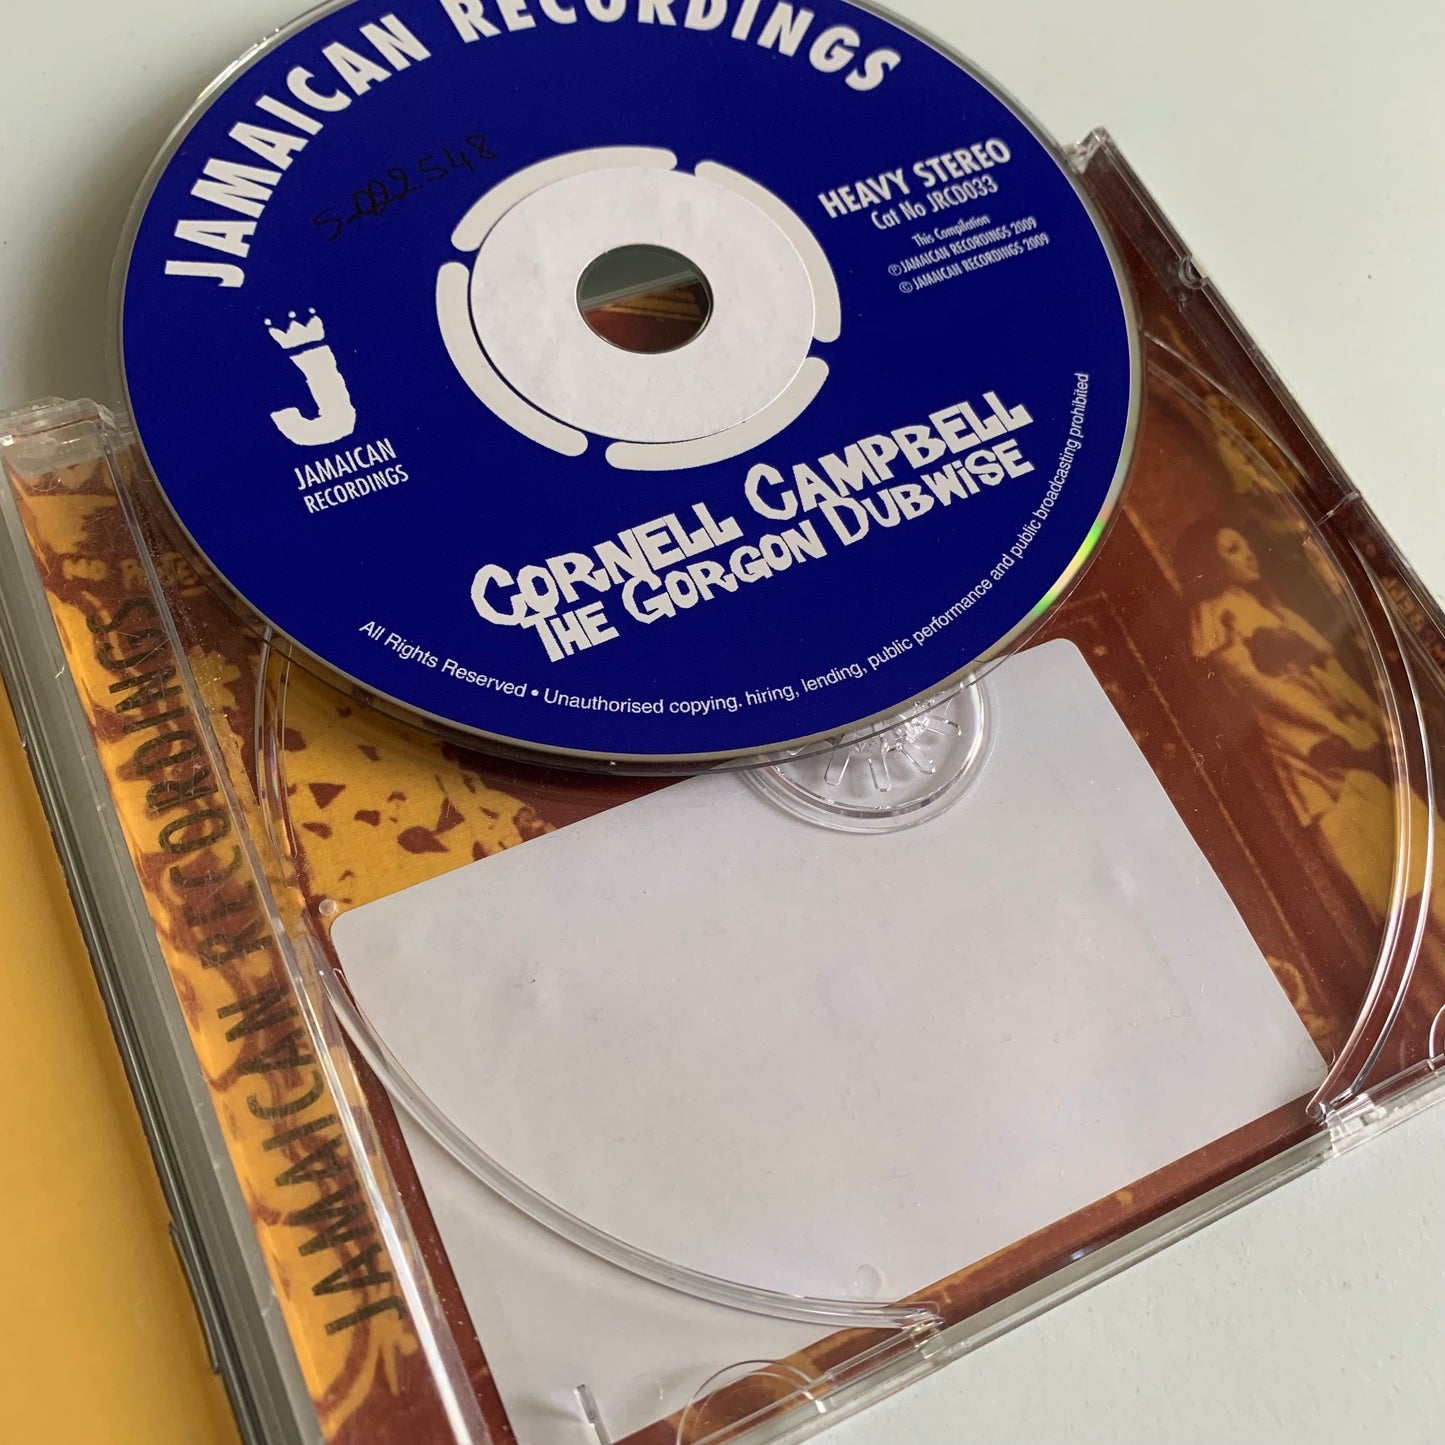 JAMAICAN RECORDINGS
S002548
HEAVY STEREO
Cat No JRCD033
This Compilation
℗ JAMAICAN RECORDINGS 2009
© JAMAICAN RECORDINGS 2009
J
JAMAICAN
RECORDINGS
CORNELL CAMPBELL
THE GORGON DUBWiSE
All Rights Reserved • Unauthorised copying. hiring, lending, public performance and public broadcasting prohibited
JAMAICAN RECORDINGS